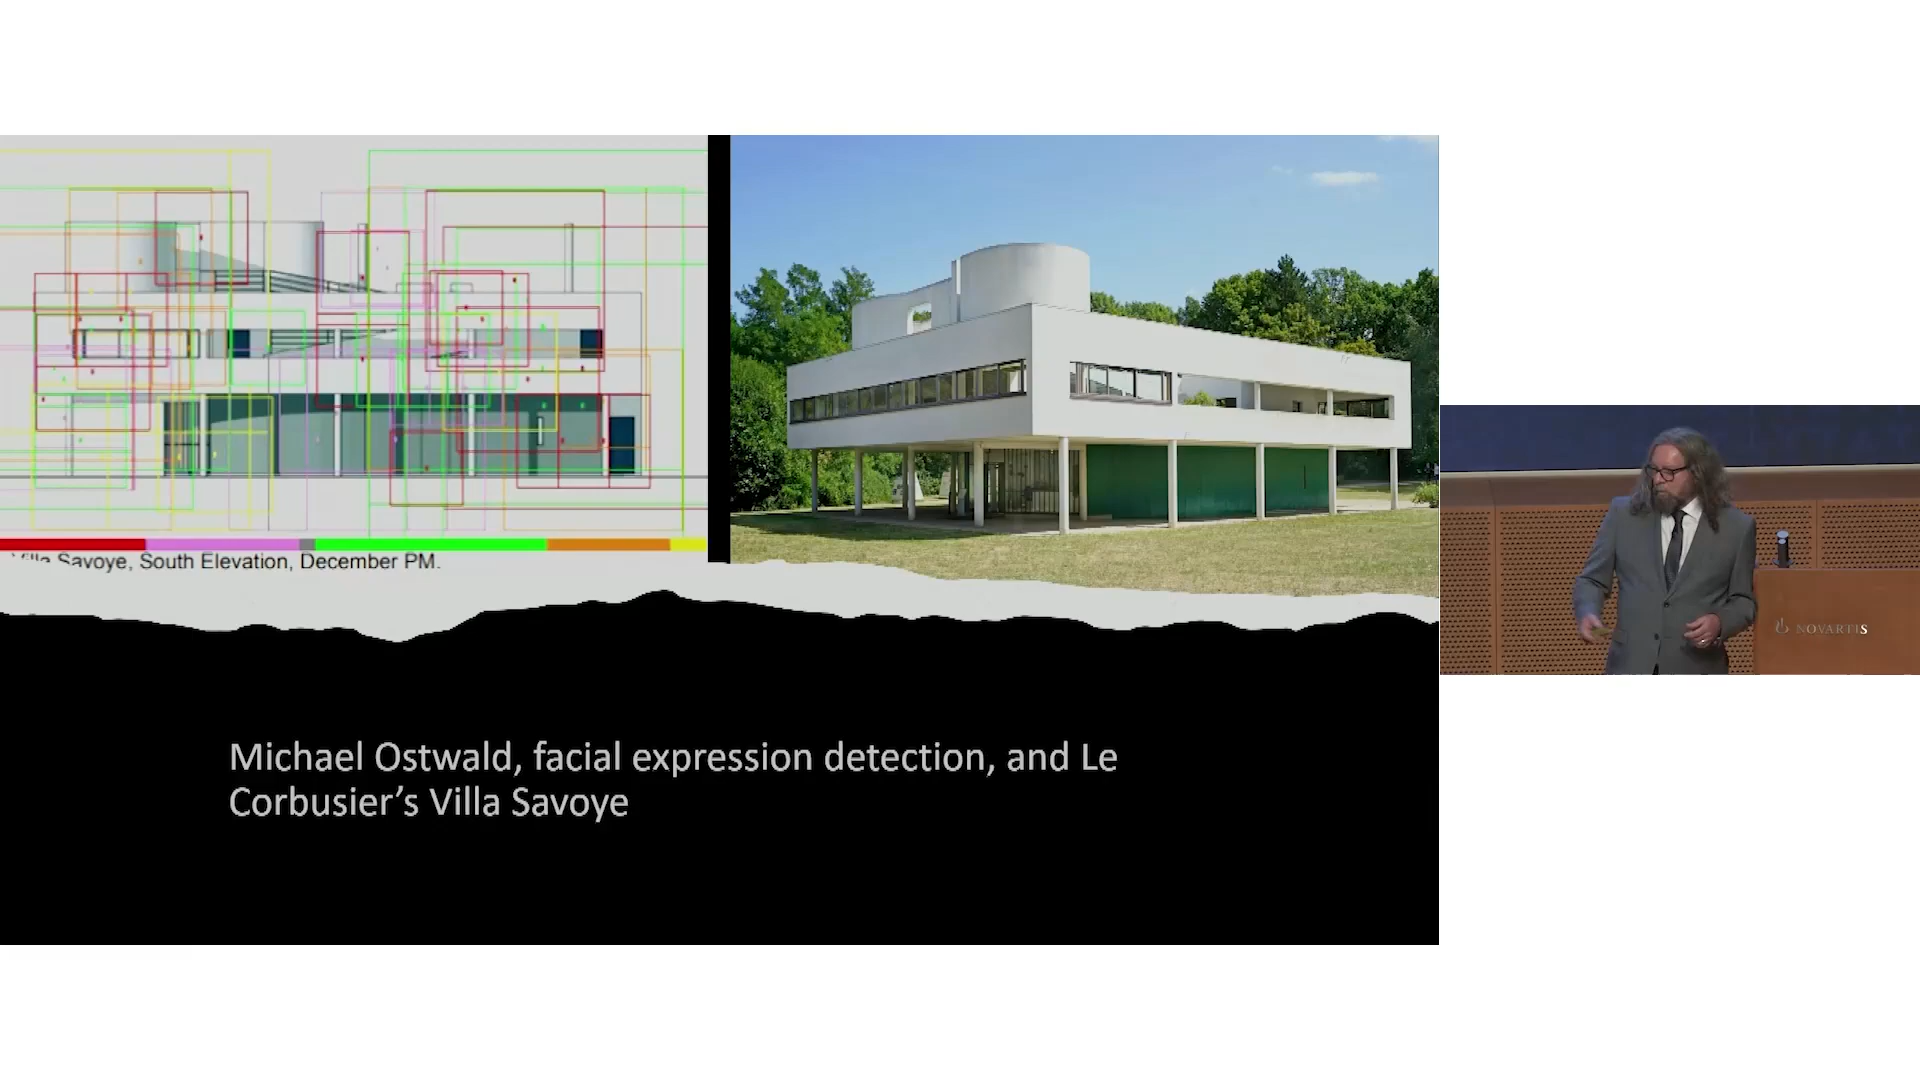 Villa Savoye, South Elevation, December PM.
Michael Ostwald, facial expression detection, and Le
Corbusier’s Villa Savoye
NOVARTIS